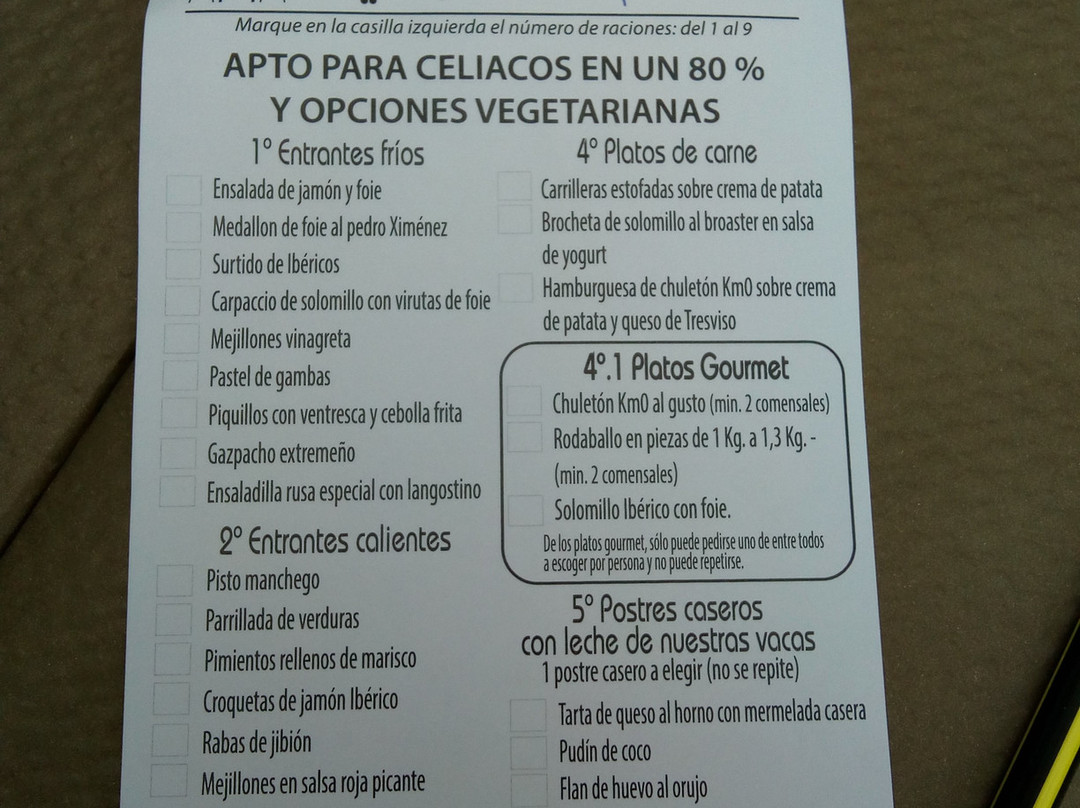 Marque en la casilla izquierda el número de raciones: del 1 al 9
APTO PARA CELIACOS EN UN 80 %
Y OPCIONES VEGETARIANAS
1º Entrantes fríos
Ensalada de jamón y foie
Medallon de foie al pedro Ximénez
Surtido de Ibéricos
Carpaccio de solomillo con virutas de foie
Mejillones vinagreta
Pastel de gambas
Piquillos con ventresca y cebolla frita
Gazpacho extremeño
Ensaladilla rusa especial con langostino
2º Entrantes calientes
Pisto manchego
Parrillada de verduras
Pimientos rellenos de marisco
Croquetas de jamón Ibérico
Rabas de jibión
Mejillones en salsa roja picante
4º Platos de carne
Carrilleras estofadas sobre crema de patata
Brocheta de solomillo al broaster en salsa
de yogurt
Hamburguesa de chuletón Km0 sobre crema
de patata y queso de Tresviso
4º.1 Platos Gourmet
Chuletón Km0 al gusto (min. 2 comensales)
Rodaballo en piezas de 1 Kg. a 1,3 Kg. -
(min. 2 comensales)
Solomillo Ibérico con foie.
De los platos gourmet, sólo puede pedirse uno de entre todos
a escoger por persona y no puede repetirse.
5º Postres caseros
con leche de nuestras vacas
1 postre casero a elegir (no se repite)
Tarta de queso al horno con mermelada casera
Pudín de coco
Flan de huevo al orujo